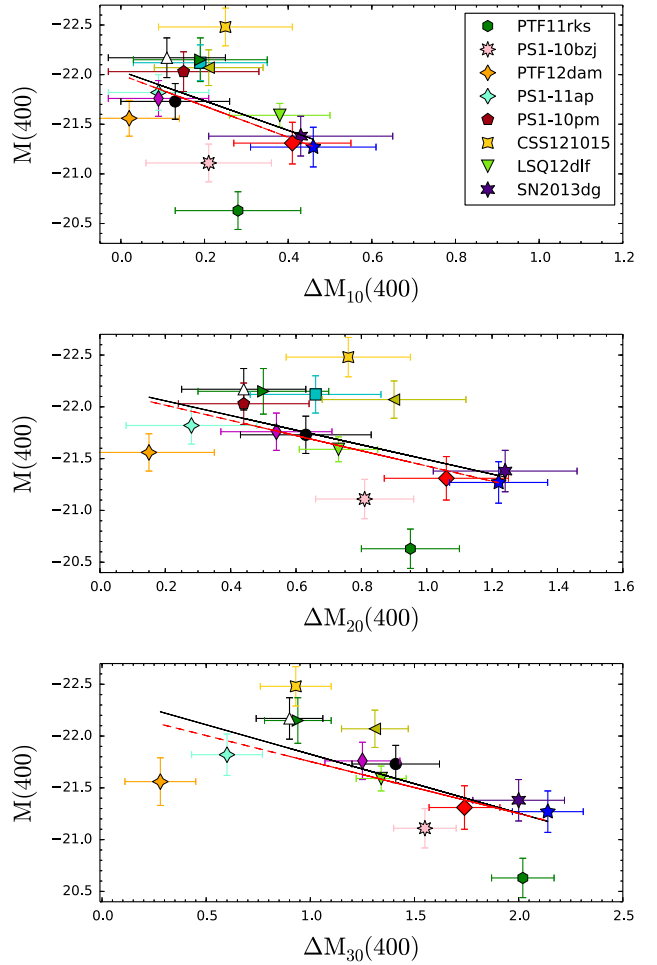 −22.5
−22.0
−21.5
−21.0
−20.5
M(400)
PTF11rks
PS1-10bzj
PTF12dam
PS1-11ap
PS1-10pm
CSS121015
LSQ12dlf
SN2013dg
0.0 0.2 0.4 0.6 0.8 1.0 1.2
ΔM₁₀(400)
−22.5
−22.0
−21.5
−21.0
−20.5
M(400)
0.0 0.2 0.4 0.6 0.8 1.0 1.2 1.4 1.6
ΔM₂₀(400)
−22.5
−22.0
−21.5
−21.0
20.5
M(400)
0.0 0.5 1.0 1.5 2.0 2.5
ΔM₃₀(400)